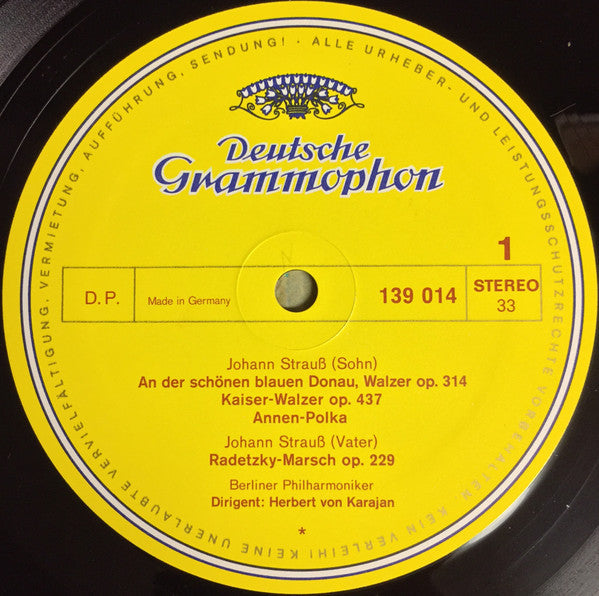 ALLE URHEBER- UND LEISTUNGSSCHUTZRECHTE VORBEHALTEN. KEIN VERLEIH! KEINE UNERLAUBTE VERVIELFÄLTIGUNG, VERMIETUNG, AUFFÜHRUNG, SENDUNG! ·
Deutsche
Grammophon
1
D.P.
Made in Germany
139 014
STEREO
33
Johann Strauß (Sohn)
An der schönen blauen Donau, Walzer op. 314
Kaiser-Walzer op. 437
Annen-Polka
Johann Strauß (Vater)
Radetzky-Marsch op. 229
Berliner Philharmoniker
Dirigent: Herbert von Karajan
*